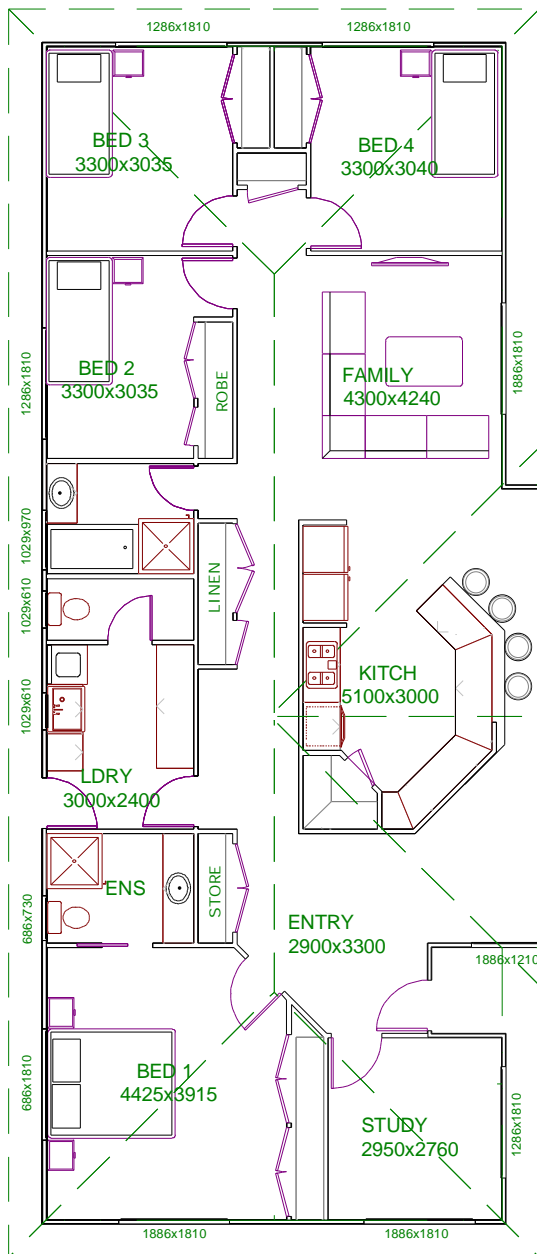 1286x1810
1286x1810
BED 3
3300x3035
BED 4
3300x3040
BED 2
3300x3035
ROBE
FAMILY
4300x4240
1886x1810
1286x1810
1029x970
LINEN
1029x610
KITCH
5100x3000
1029x610
LDRY
3000x2400
ENS
STORE
686x730
ENTRY
2900x3300
1886x1210
BED 1
4425x3915
686x1810
STUDY
2950x2760
1286x1810
1886x1810
1886x1810